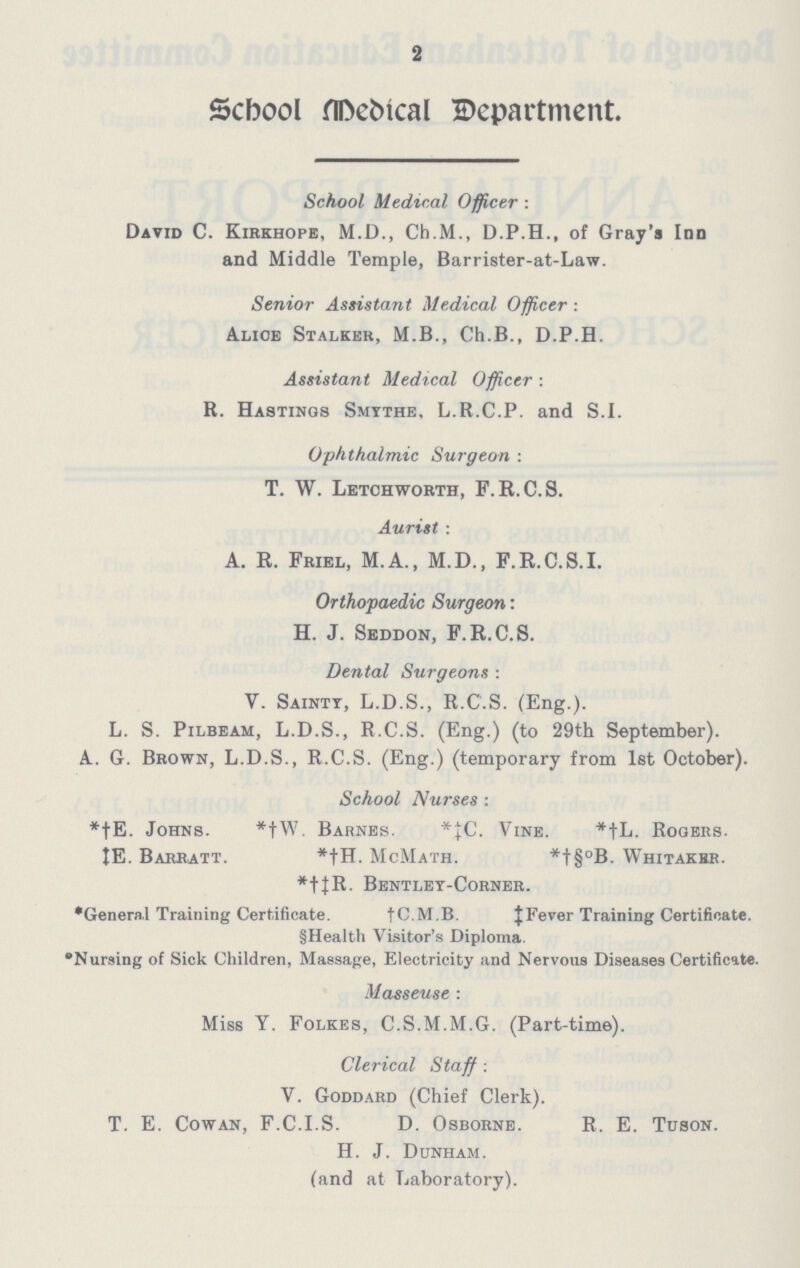 2
School Medical Department.
School Medical Officer :
David C. Kirkhope, M.D., Ch.M., D.P.H., of Gray's Inn
and Middle Temple, Barrister-at-Law.
Senior Assistant Medical Officer :
Alice Stalker, M.B., Ch.B., D.P.H.
Assistant Medical Officer :
R. Hastings Smythe, L.R.C.P. and S.I.
Ophthalmic Surgeon :
T. W. Letchworth, F.R.C.S.
Aurist :
A. R. Friel, M.A., M.D., F.R.C.S.I.
Orthopaedic Surgeon :
H. J. Seddon, F.R.C.S.
Dental Surgeons :
V. Sainty, L.D.S., R.C.S. (Eng.).
L. S. Pilbeam, L.D.S., R.C.S. (Eng.) (to 29th September).
A. G. Brown, L.D.S., R.C.S. (Eng.) (temporary from 1st October).
School Nurses :
*†E. Johns. *†W. Barnes. *‡C. Vine. *†L. Rogers.
‡E. Barratt. *†H. McMath. *†§°B. Whitaker.
*†‡R. Bentley-Corner.
*General Training Certificate. †C.M.B. ‡Fever Training Certificate.
§Health Visitor's Diploma.
°Nursing of Sick Children, Massage, Electricity and Nervous Diseases Certificate.
Masseuse :
Miss Y. Folkes, C.S.M.M.G. (Part-time).
Clerical Staff :
V. Goddard (Chief Clerk).
T. E. Cowan, F.C.I.S. D. Osborne. R. E. Tuson.
H. J. Dunham.
(and at Laboratory).